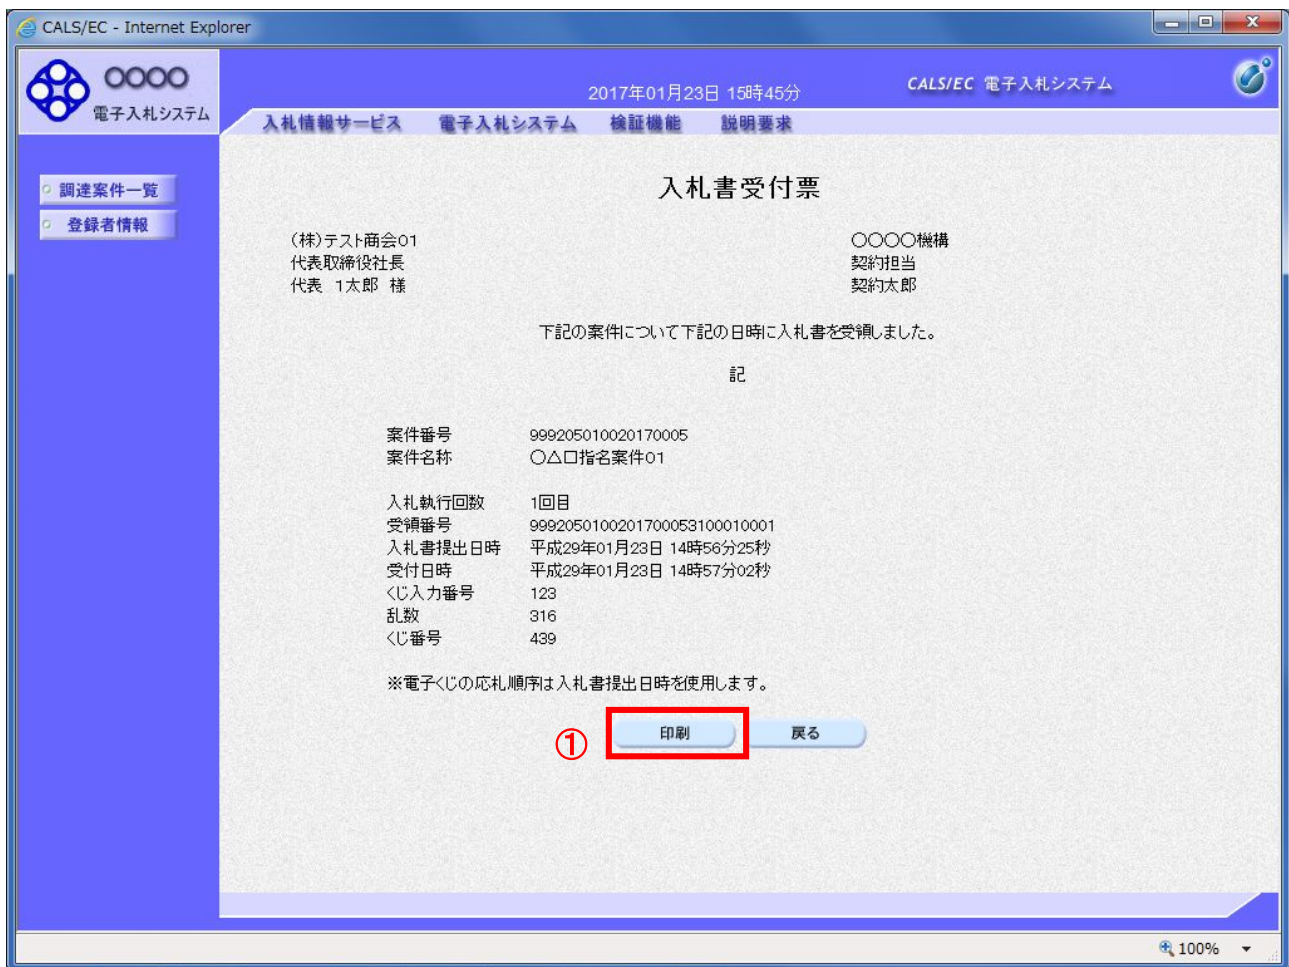 CALS/EC - Internet Explorer
○○○○
電子入札システム
2017年01月23日 15時45分
CALS/EC 電子入札システム
入札情報サービス 電子入札システム 検証機能 説明要求
調達案件一覧
登録者情報
入札書受付票
(株)テスト商会01
代表取締役社長
代表 1太郎 様
○○○○機構
契約担当
契約太郎
下記の案件について下記の日時に入札書を受領しました。
記
案件番号 999205010020170005
案件名称 ○△□指名案件01
入札執行回数 1回目
受領番号 9992050100201700053100010001
入札書提出日時 平成29年01月23日 14時56分25秒
受付日時 平成29年01月23日 14時57分02秒
くじ入力番号 123
乱数 316
くじ番号 439
※電子くじの応札順序は入札書提出日時を使用します。
① 印刷 戻る
100%